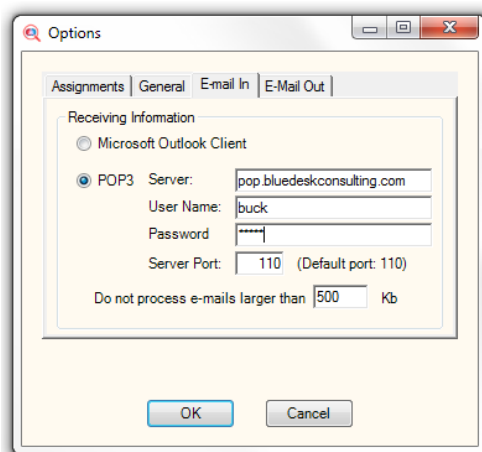 Options
Assignments General E-mail In E-Mail Out
Receiving Information
Microsoft Outlook Client
POP3 Server: pop.bluedeskconsulting.com
User Name: buck
Password *****
Server Port: 110 (Default port: 110)
Do not process e-mails larger than 500 Kb
OK Cancel